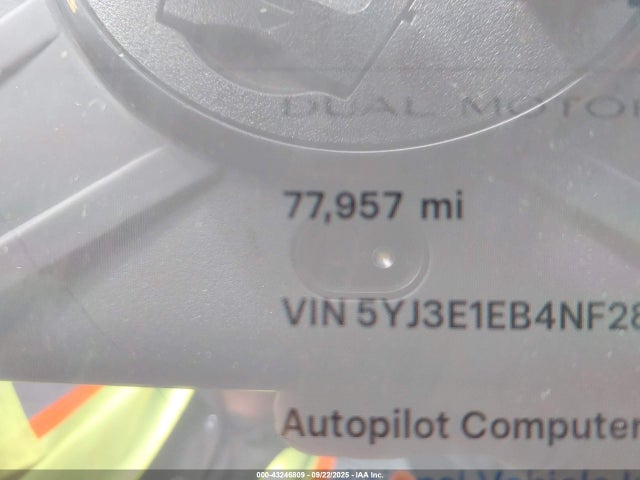 DUAL MOTOR
77,957 mi
VIN 5YJ3E1EB4NF28
Autopilot Computer
000-43246809 - 09/22/2025 - IAA Inc.